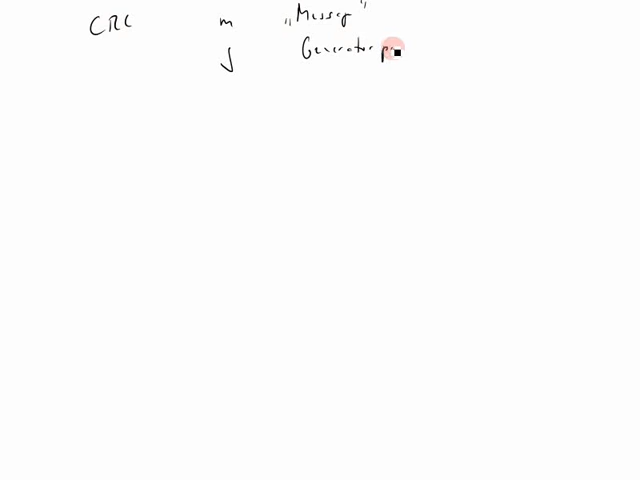 CRC m „Message"
g Generator p